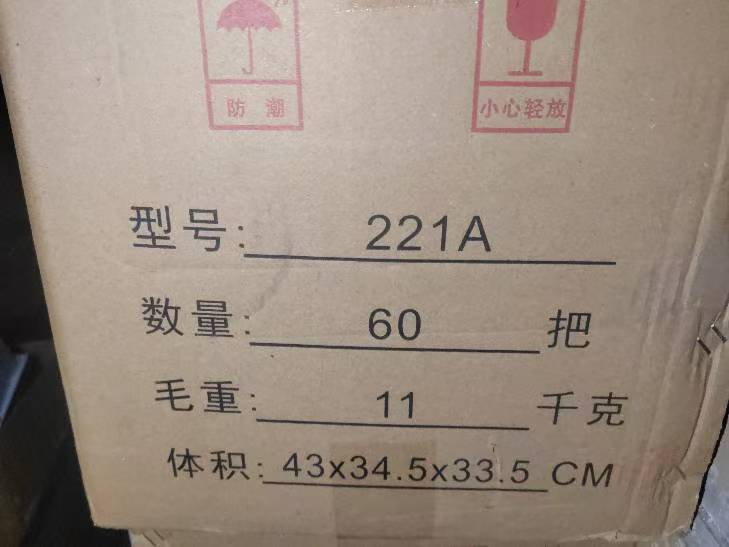 防潮
小心轻放
型号: 221A
数量: 60 把
毛重: 11 千克
体积: 43x34.5x33.5 CM